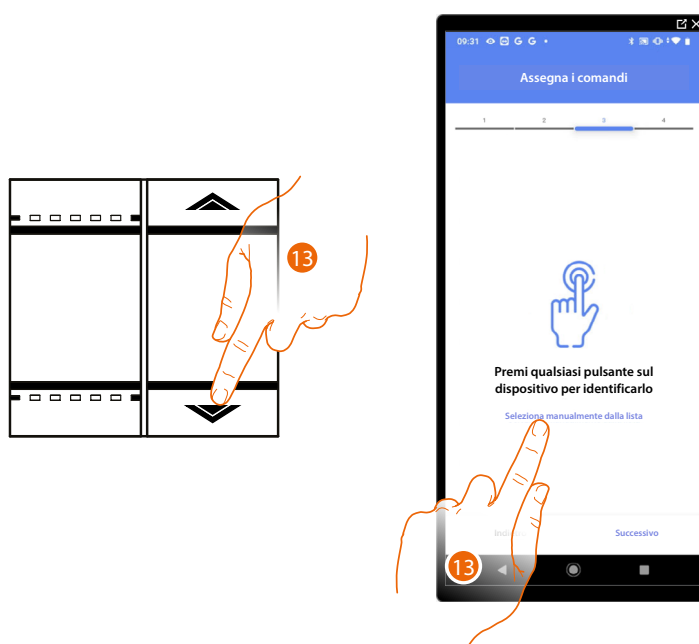 09:31 G G
Assegna i comandi
1 2 3 4
13
Premi qualsiasi pulsante sul
dispositivo per identificarlo
Seleziona manualmente dalla lista
Successivo
13